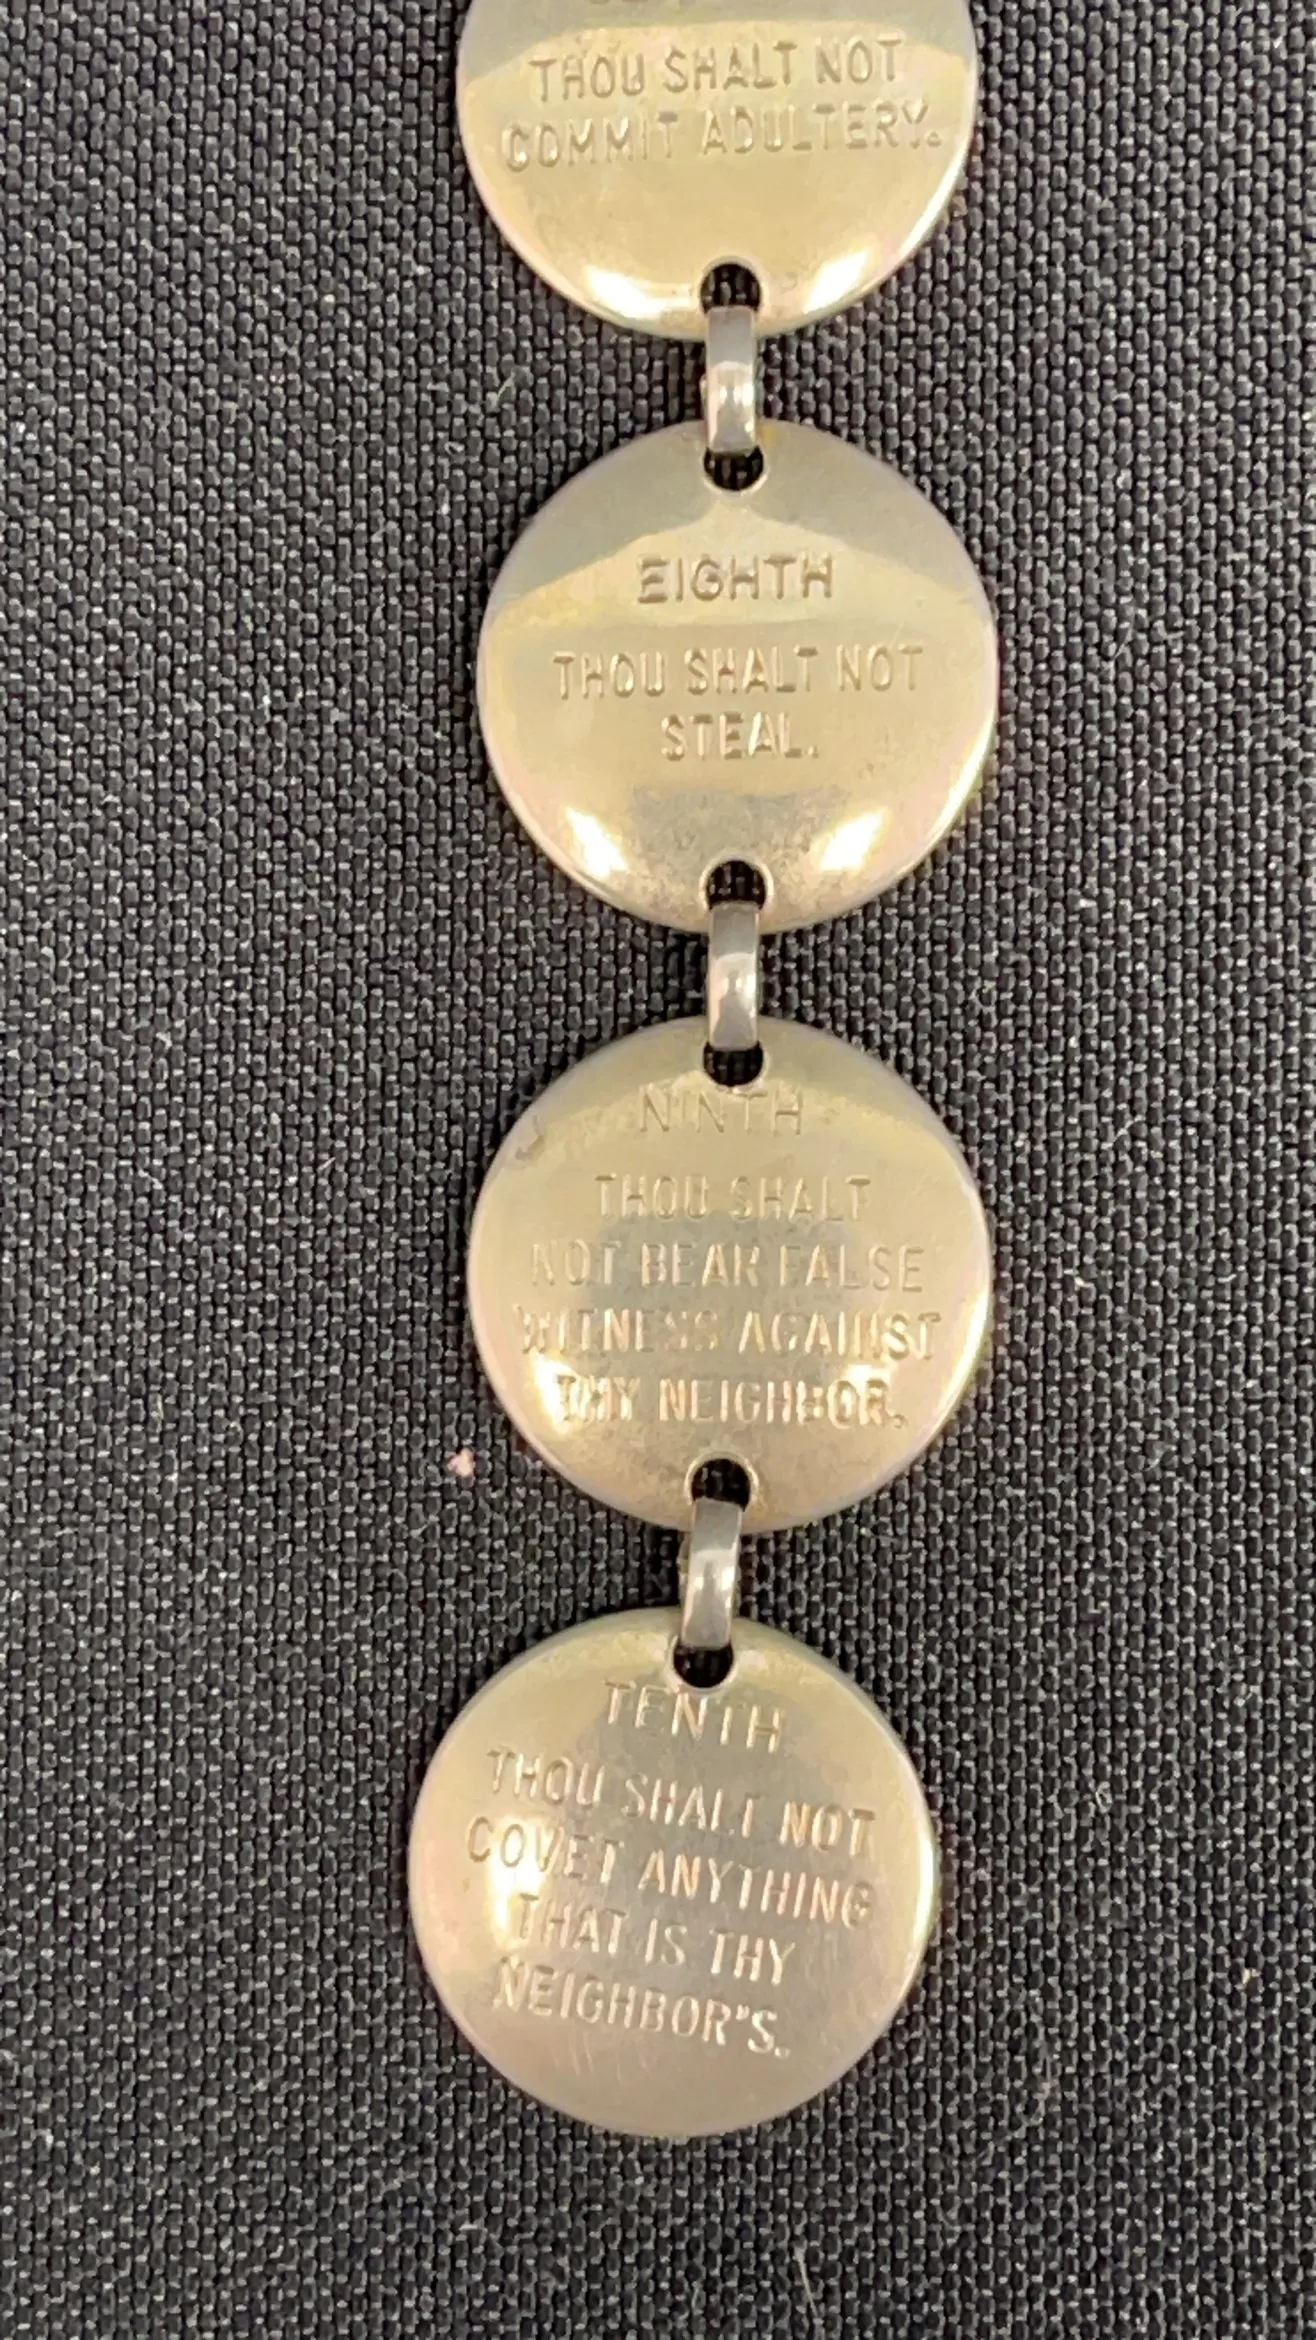 THOU SHALT NOT
COMMIT ADULTERY.
EIGHTH
THOU SHALT NOT
STEAL.
NINTH
THOU SHALT
NOT BEAR FALSE
WITNESS AGAINST
THY NEIGHBOR.
TENTH
THOU SHALT NOT
COVET ANYTHING
THAT IS THY
NEIGHBOR"S.